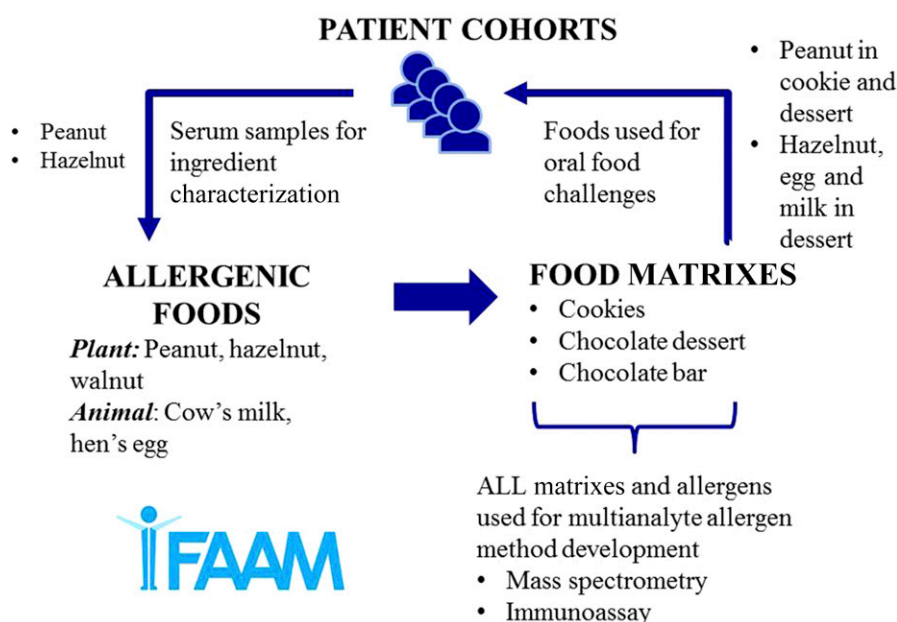 PATIENT COHORTS
• Peanut
• Hazelnut
Serum samples for
ingredient
characterization
Foods used for
oral food
challenges
• Peanut in
cookie and
dessert
• Hazelnut,
egg and
milk in
dessert
ALLERGENIC
FOODS
Plant: Peanut, hazelnut,
walnut
Animal: Cow's milk,
hen's egg
FOOD MATRIXES
• Cookies
• Chocolate dessert
• Chocolate bar
ALL matrixes and allergens
used for multianalyte allergen
method development
• Mass spectrometry
• Immunoassay
iFAAM